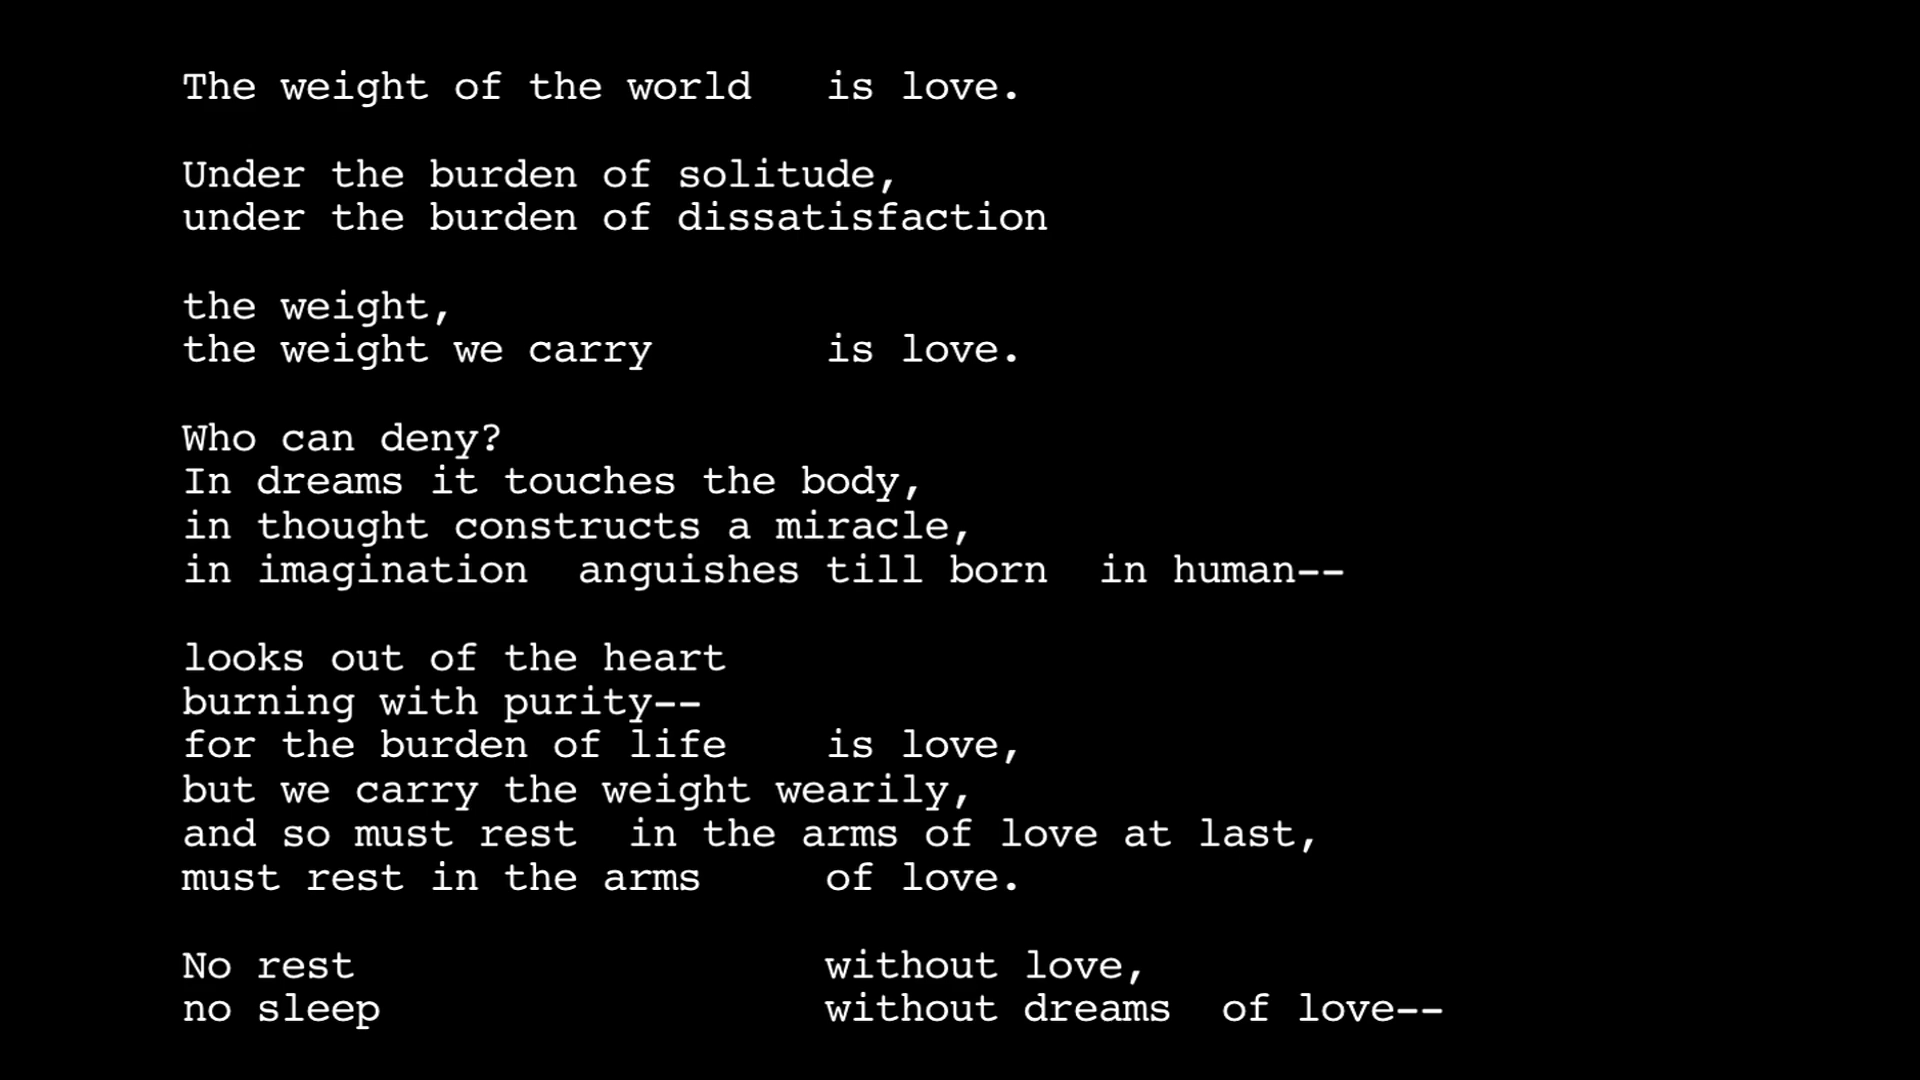 The weight of the world   is love.
Under the burden of solitude,
under the burden of dissatisfaction
the weight,
the weight we carry       is love.
Who can deny?
In dreams it touches the body,
in thought constructs a miracle,
in imagination  anguishes till born  in human--
looks out of the heart
burning with purity--
for the burden of life    is love,
but we carry the weight wearily,
and so must rest  in the arms of love at last,
must rest in the arms     of love.
No rest                   without love,
no sleep                  without dreams  of love--